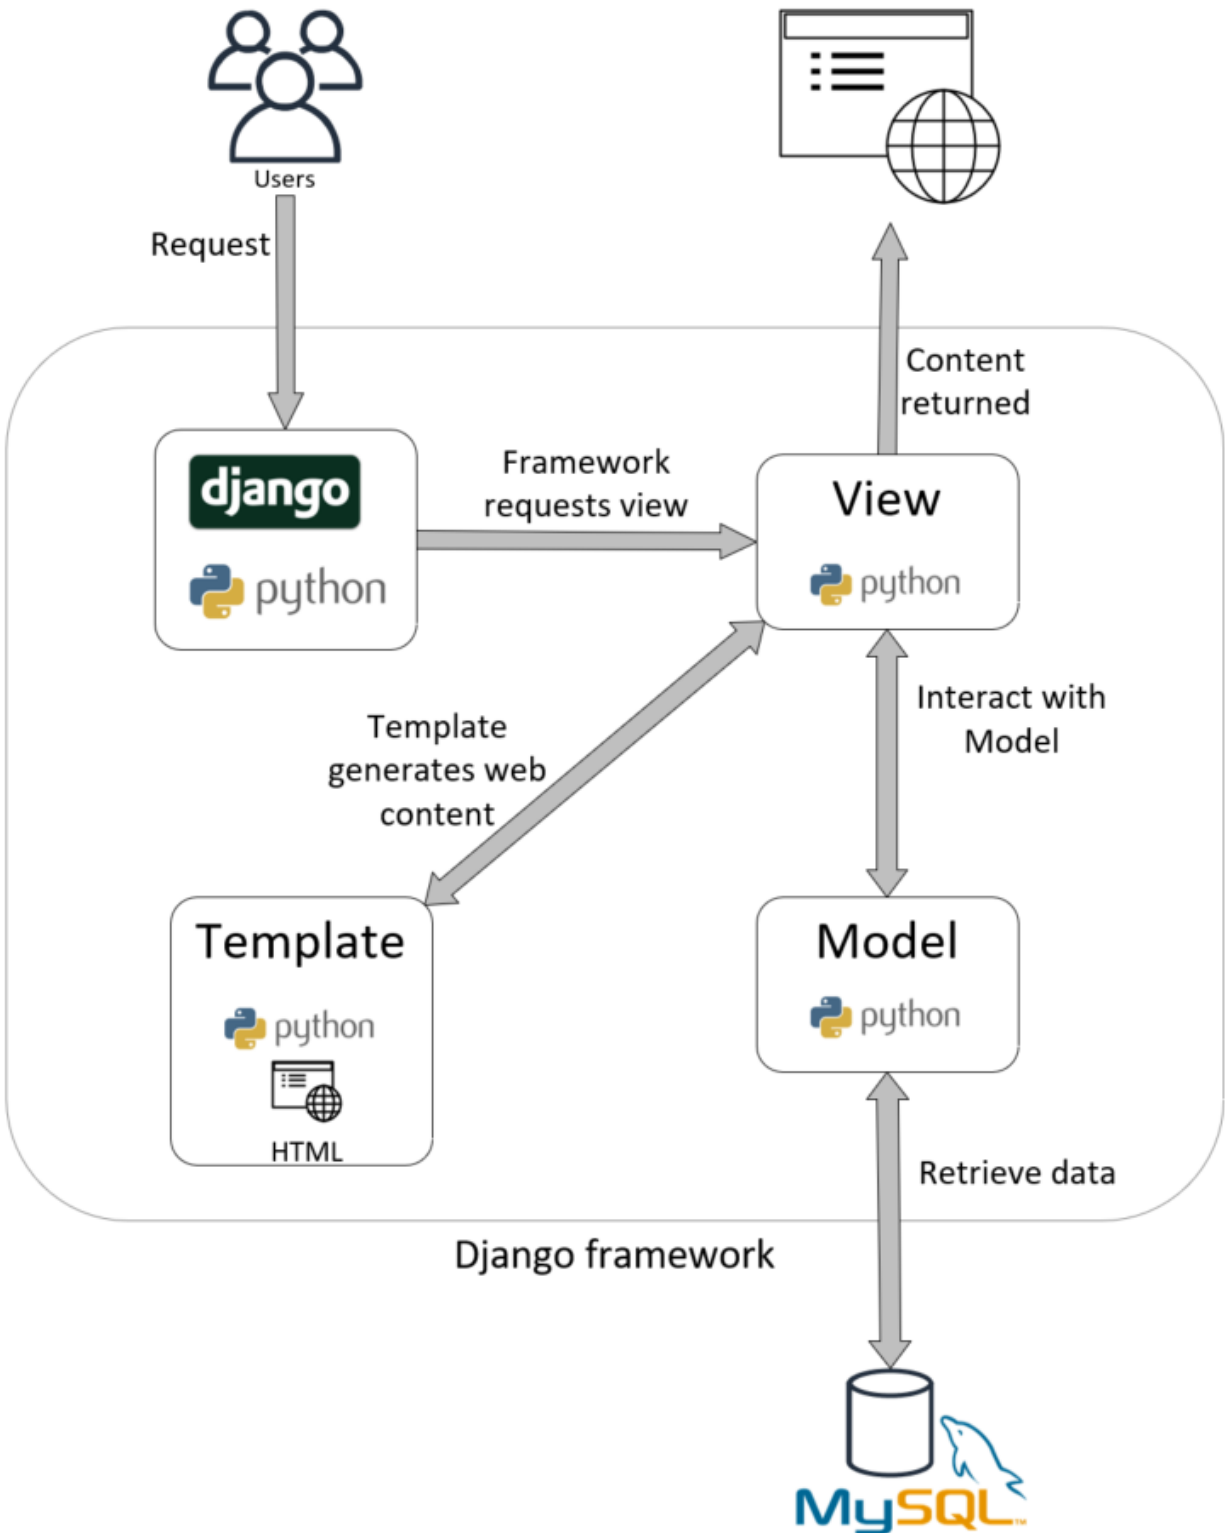 Users
Request
Content
returned
django
python
Framework
requests view
View
python
Template
generates web
content
Interact with
Model
Template
python
HTML
Model
python
Retrieve data
Django framework
MySQL™